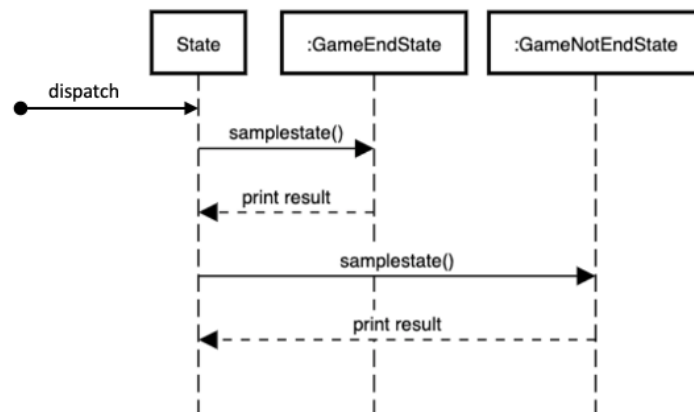 State
:GameEndState
:GameNotEndState
dispatch
samplestate()
print result
samplestate()
print result